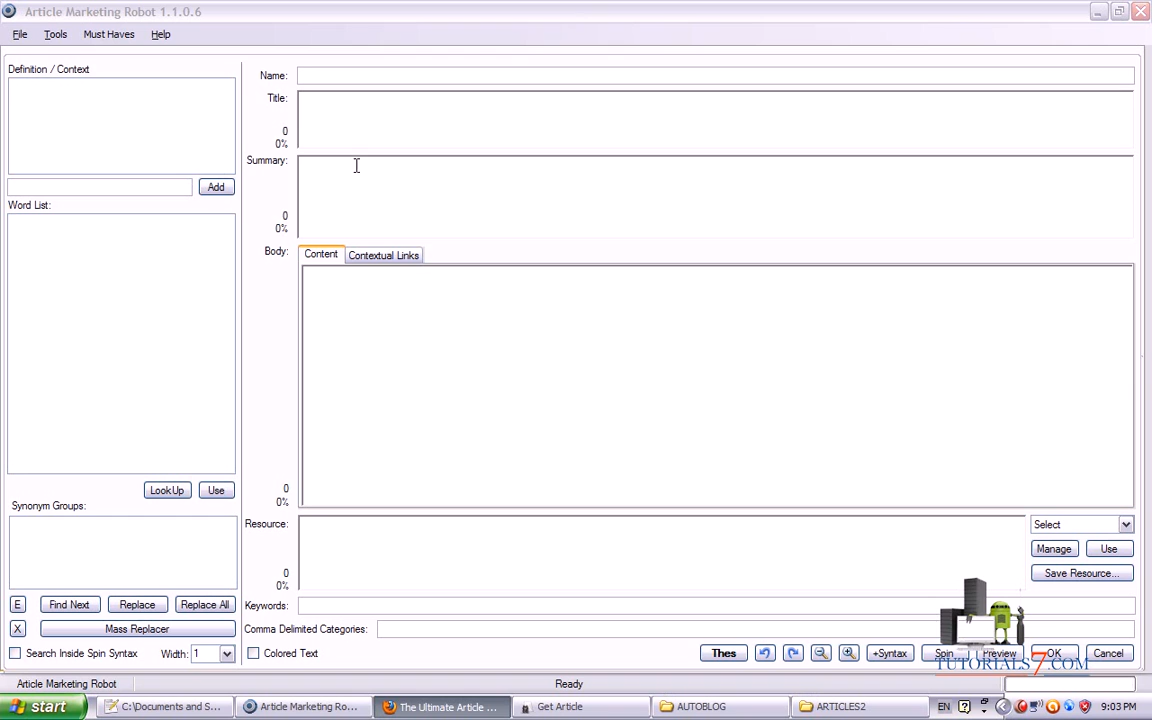 Article Marketing Robot 1.1.0.6
File Tools Must Haves Help
Definition / Context
Name:
Title:
0
0%
Summary:
Add
Word List:
0
0%
Body: Content Contextual Links
0
0%
LookUp Use
Synonym Groups:
Resource: Select
Manage Use
0
Save Resource...
0%
E Find Next Replace Replace All
Keywords:
X Mass Replacer
Comma Delimited Categories:
Search Inside Spin Syntax Width: 1 Colored Text Thes +Syntax Spin Preview OK Cancel
TUTORIALS7.COM
Article Marketing Robot Ready
start C:\Documents and S... Article Marketing Ro... The Ultimate Article ... Get Article AUTOBLOG ARTICLES2 EN 9:03 PM